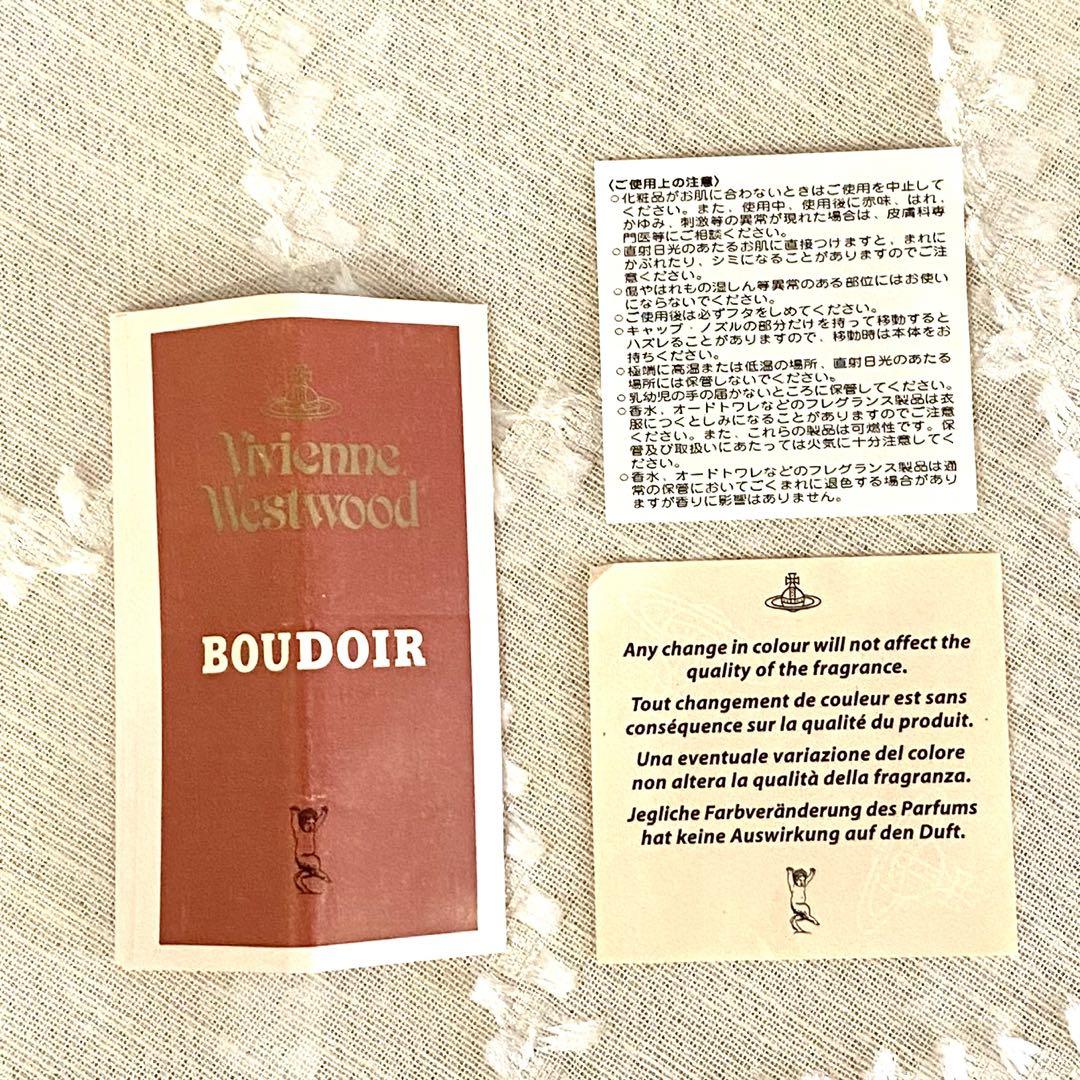 Vivienne
Westwood
BOUDOIR
〈ご使用上の注意〉
○化粧品がお肌に合わないときはご使用を中止して
ください。また、使用中、使用後に赤味、はれ、
かゆみ、刺激等の異常が現れた場合は、皮膚科専
門医等にご相談ください。
○直射日光のあたるお肌に直接つけますと、まれに
かぶれたり、シミになることがありますのでご注
意ください。
○傷やはれもの湿しん等異常のある部位にはお使い
にならないでください。
○ご使用後は必ずフタをしめてください。
○キャップ・ノズルの部分だけを持って移動すると
ハズレることがありますので、移動時は本体をお
持ちください。
○極端に高温または低温の場所、直射日光のあたる
場所には保管しないでください。
○乳幼児の手の届かないところに保管してください。
○香水、オードトワレなどのフレグランス製品は衣
服につくとしみになることがありますのでご注意
ください。また、これらの製品は可燃性です。保
管及び取扱いにあたっては火気に十分注意してく
ださい。
○香水、オードトワレなどのフレグランス製品は通
常の保管においてごくまれに退色する場合があり
ますが香りに影響はありません。
Any change in colour will not affect the
quality of the fragrance.
Tout changement de couleur est sans
conséquence sur la qualité du produit.
Una eventuale variazione del colore
non altera la qualità della fragranza.
Jegliche Farbveränderung des Parfums
hat keine Auswirkung auf den Duft.